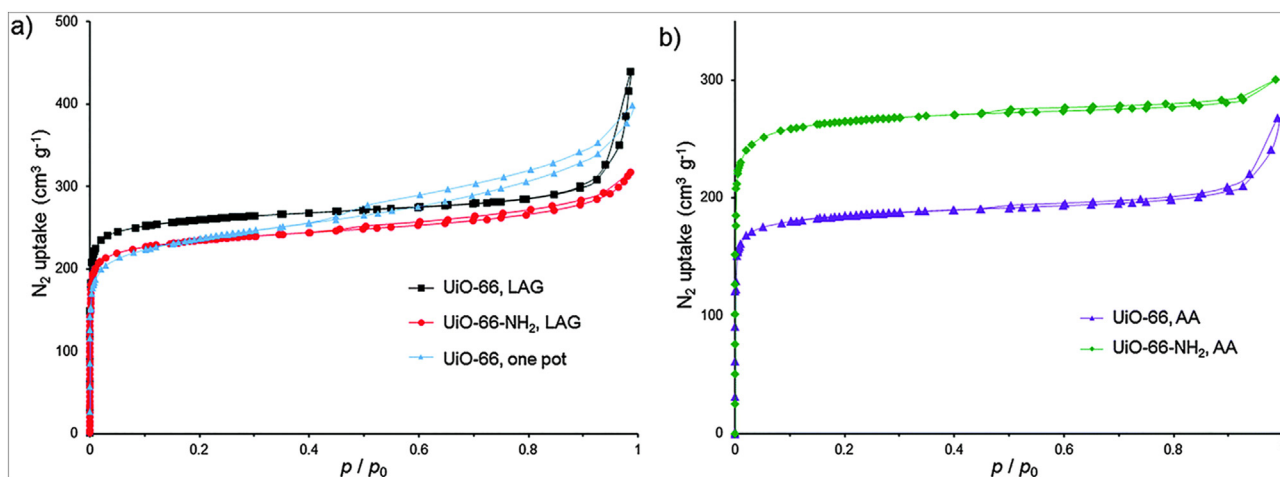 a)
500
400
300
200
100
0
N₂ uptake (cm³ g⁻¹)
UiO-66, LAG
UiO-66-NH₂, LAG
UiO-66, one pot
0 0.2 0.4 0.6 0.8 1
p / p₀
b)
300
200
100
0
N₂ uptake (cm³ g⁻¹)
UiO-66, AA
UiO-66-NH₂, AA
0 0.2 0.4 0.6 0.8
p / p₀